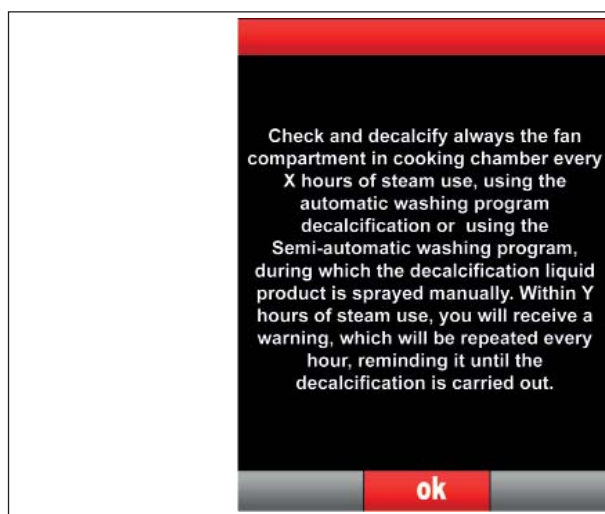 Check and decalcify always the fan
compartment in cooking chamber every
X hours of steam use, using the
automatic washing program
decalcification or using the
Semi-automatic washing program,
during which the decalcification liquid
product is sprayed manually. Within Y
hours of steam use, you will receive a
warning, which will be repeated every
hour, reminding it until the
decalcification is carried out.
ok